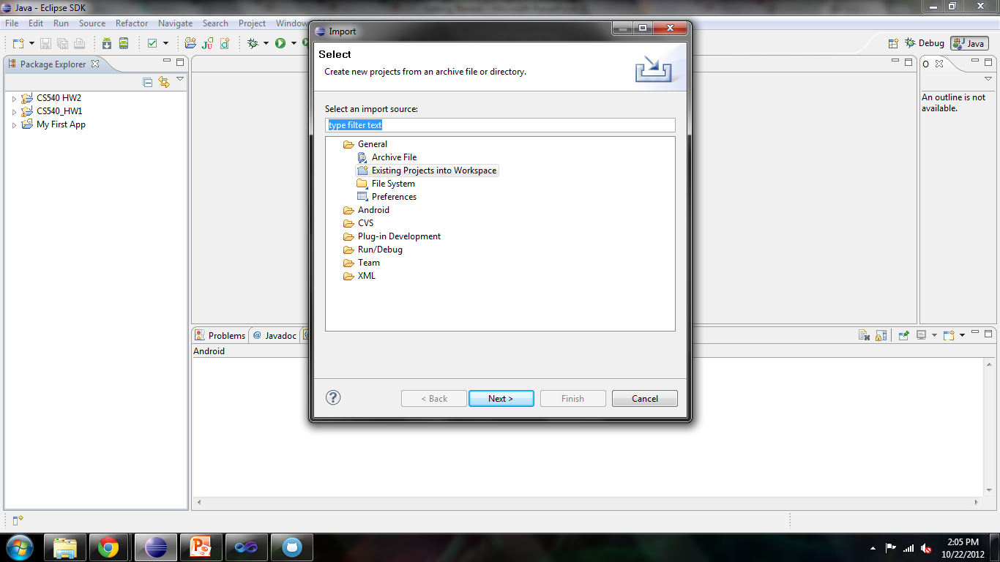 Java - Eclipse SDK
File Edit Run Source Refactor Navigate Search Project Window
Debug Java
Package Explorer
CS540 HW2
CS540_HW1
My First App
Import
Select
Create new projects from an archive file or directory.
Select an import source:
type filter text
General
Archive File
Existing Projects into Workspace
File System
Preferences
Android
CVS
Plug-in Development
Run/Debug
Team
XML
< Back Next > Finish Cancel
O
An outline is not
available.
Problems @ Javadoc
Android
2:05 PM
10/22/2012